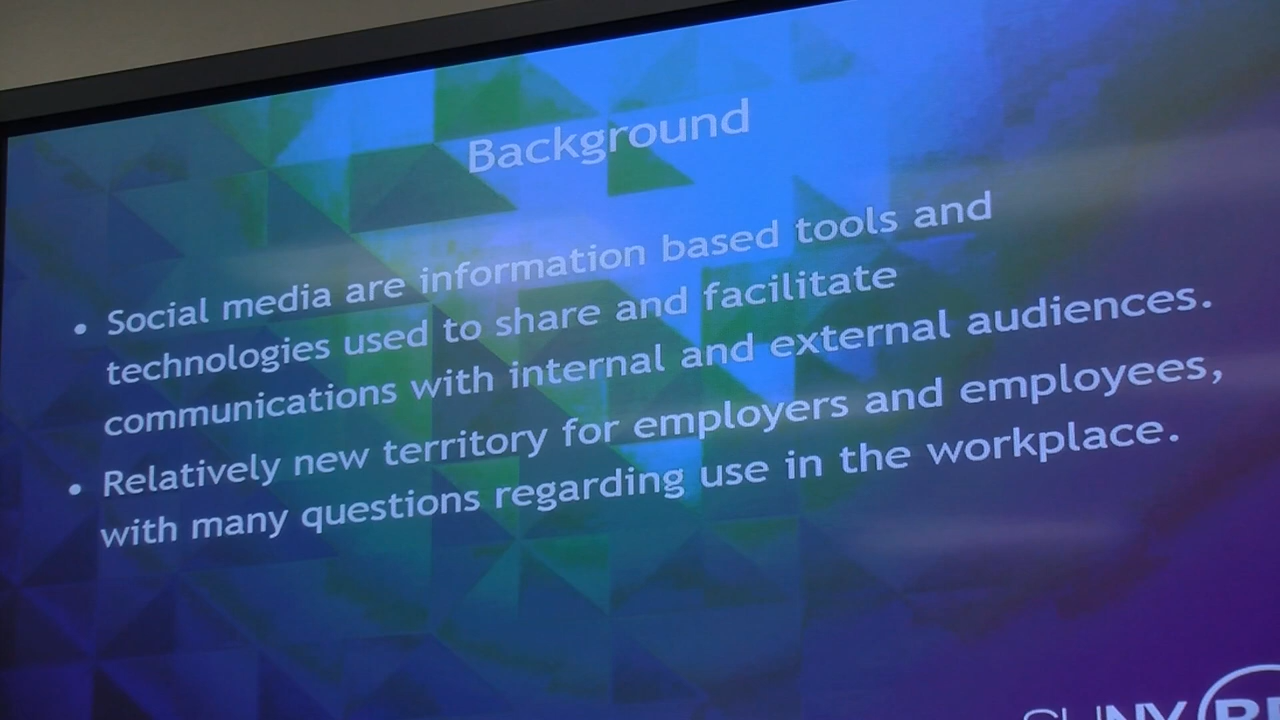 Background
• Social media are information based tools and
technologies used to share and facilitate
communications with internal and external audiences.
• Relatively new territory for employers and employees,
with many questions regarding use in the workplace.
SUNY